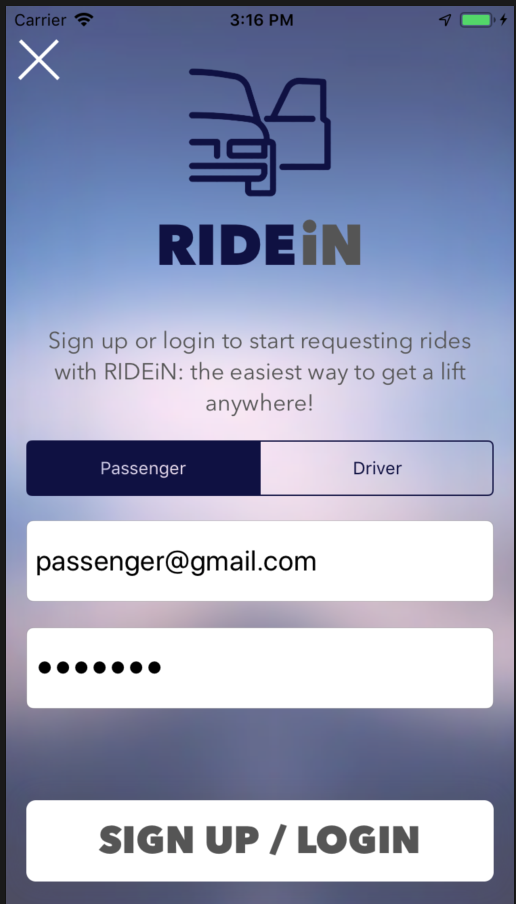 Carrier 3:16 PM
RIDEiN
Sign up or login to start requesting rides
with RIDEiN: the easiest way to get a lift
anywhere!
Passenger Driver
passenger@gmail.com
•••••••
SIGN UP / LOGIN